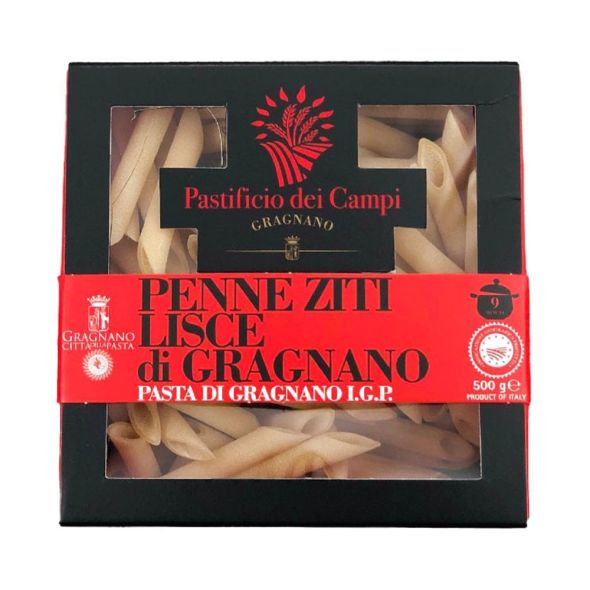 Pastificio dei Campi
GRAGNANO
PENNE ZITI
LISCE
di GRAGNANO
PASTA DI GRAGNANO I.G.P.
GRAGNANO
CITTÀ DELLA PASTA
9
500 g e
PRODUCT OF ITALY